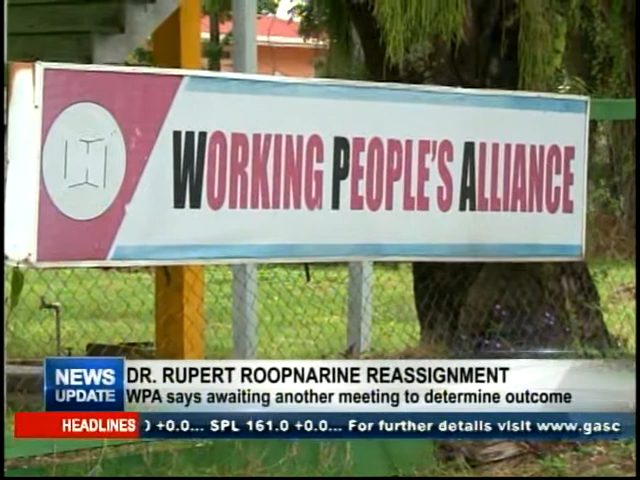 WORKING PEOPLE'S ALLIANCE
NEWS UPDATE
DR. RUPERT ROOPNARINE REASSIGNMENT
WPA says awaiting another meeting to determine outcome
HEADLINES
0 +0.0... SPL 161.0 +0.0... For further details visit www.gasc